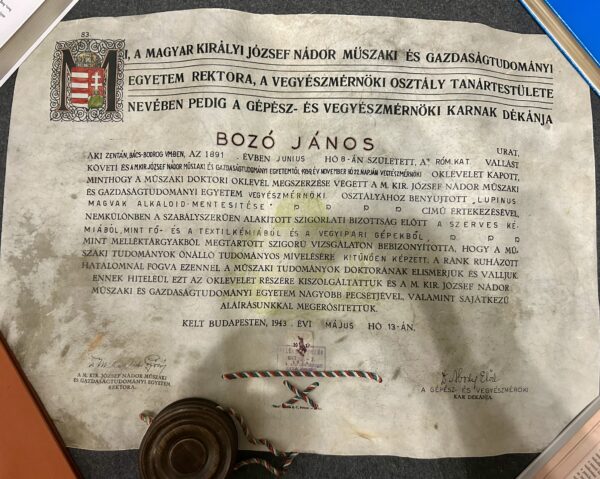 83.
MI, A MAGYAR KIRÁLYI JÓZSEF NÁDOR MŰSZAKI ÉS GAZDASÁGTUDOMÁNYI
EGYETEM REKTORA, A VEGYÉSZMÉRNÖKI OSZTÁLY TANÁRTESTÜLETE
NEVÉBEN PEDIG A GÉPÉSZ- ÉS VEGYÉSZMÉRNÖKI KARNAK DÉKÁNJA
BOZÓ JÁNOS URAT,
AKI ZENTÁN, BÁCS-BODROG VMBEN, AZ 1891 ÉVBEN JUNIUS HÓ 8-ÁN SZÜLETETT, A RÓM. KAT. VALLÁST
KÖVETI ÉS A M. KIR. JÓZSEF NÁDOR MŰSZAKI ÉS GAZDASÁGTUDOMÁNYI EGYETEMTŐL ÉVI NOVEMBER HÓ 22. NAPJÁN VEGYÉSZMÉRNÖKI OKLEVELET KAPOTT,
MINTHOGY A MŰSZAKI DOKTORI OKLEVÉL MEGSZERZÉSE VÉGETT A M. KIR. JÓZSEF NÁDOR MŰSZAKI
ÉS GAZDASÁGTUDOMÁNYI EGYETEM VEGYÉSZMÉRNÖKI OSZTÁLYÁHOZ BENYUJTOTT „LUPINUS
MAGVAK ALKALOID-MENTESITÉSE" CÍMŰ ÉRTEKEZÉSÉVEL,
NEMKÜLÖNBEN A SZABÁLYSZERŰEN ALAKÍTOTT SZIGORLATI BIZOTTSÁG ELŐTT A SZERVES KÉ-
MIÁBÓL, MINT FŐ- ÉS A TEXTILKÉMIÁBÓL ÉS A VEGYIPARI GÉPEKBŐL
MINT MELLÉKTÁRGYAKBÓL MEGTARTOTT SZIGORÚ VIZSGÁLATON BEBIZONYÍTOTTA, HOGY A MŰ-
SZAKI TUDOMÁNYOK ÖNÁLLÓ TUDOMÁNYOS MIVELÉSÉRE KITŰNŐEN KÉPZETT. A RÁNK RUHÁZOTT
HATALOMNÁL FOGVA EZENNEL A MŰSZAKI TUDOMÁNYOK DOKTORÁNAK ELISMERJÜK ÉS VALLJUK.
ENNEK HITELÉÜL EZT AZ OKLEVELET RÉSZÉRE KISZOLGÁLTATTUK ÉS A M. KIR. JÓZSEF NÁDOR
MŰSZAKI ÉS GAZDASÁGTUDOMÁNYI EGYETEM NAGYOBB PECSÉTJÉVEL, VALAMINT SAJÁTKEZŰ
ALÁÍRÁSUNKKAL MEGERŐSÍTETTÜK.
KELT BUDAPESTEN, 1943. ÉVI MÁJUS HÓ 13-ÁN.
A M. KIR. JÓZSEF NÁDOR MŰSZAKI
ÉS GAZDASÁGTUDOMÁNYI EGYETEM
REKTORA.
A GÉPÉSZ- ÉS VEGYÉSZMÉRNÖKI
KAR DÉKÁNJA.